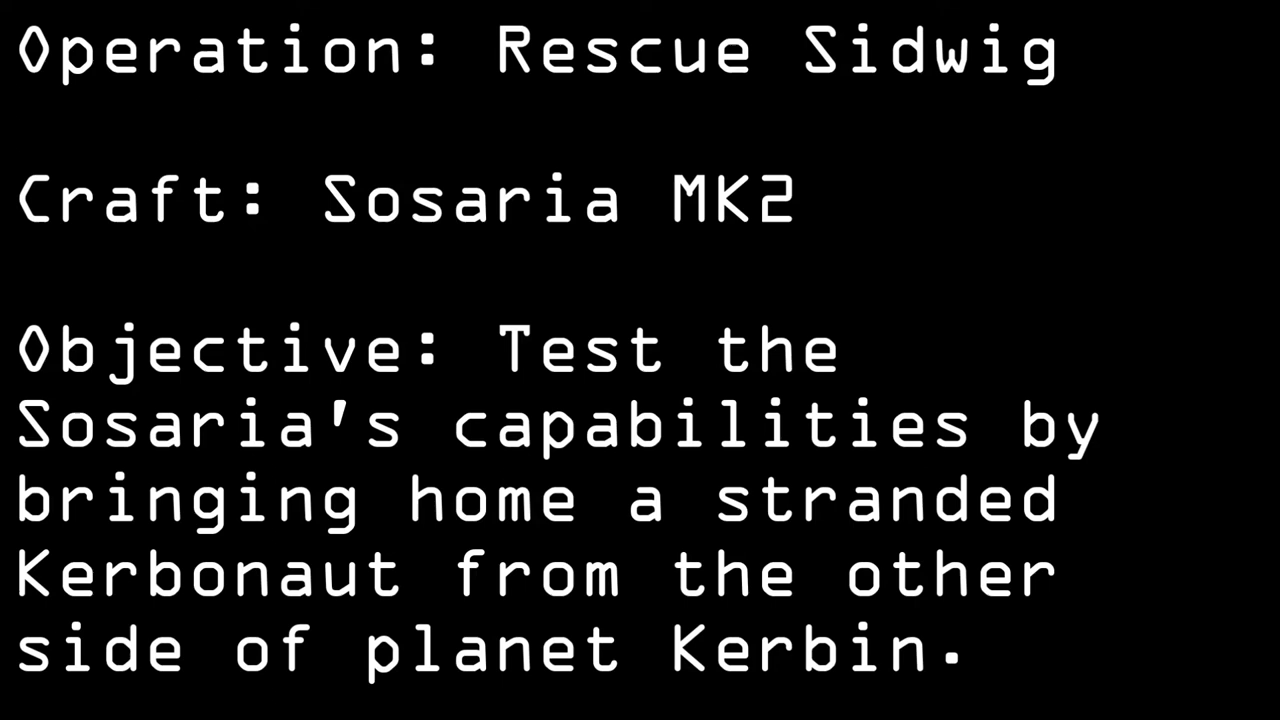 Operation: Rescue Sidwig
Craft: Sosaria MK2
Objective: Test the
Sosaria's capabilities by
bringing home a stranded
Kerbonaut from the other
side of planet Kerbin.